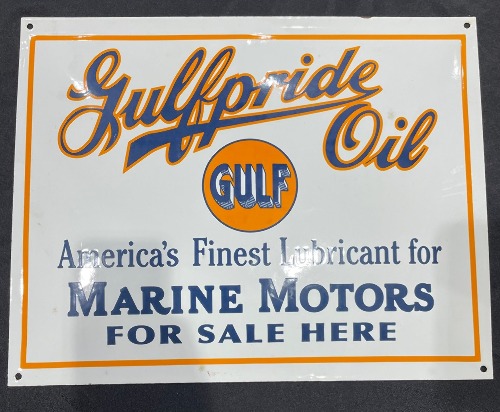 Gulfpride
Oil
GULF
America's Finest Lubricant for
MARINE MOTORS
FOR SALE HERE